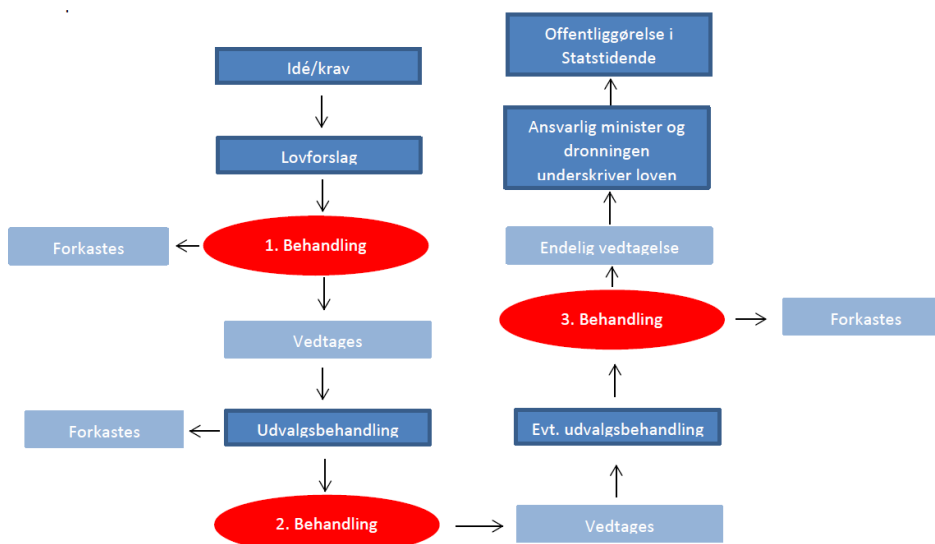 Idé/krav
Lovforslag
1. Behandling
Forkastes
Vedtages
Udvalgsbehandling
Forkastes
2. Behandling
Vedtages
Evt. udvalgsbehandling
3. Behandling
Forkastes
Endelig vedtagelse
Ansvarlig minister og
dronningen
underskriver loven
Offentliggørelse i
Statstidende